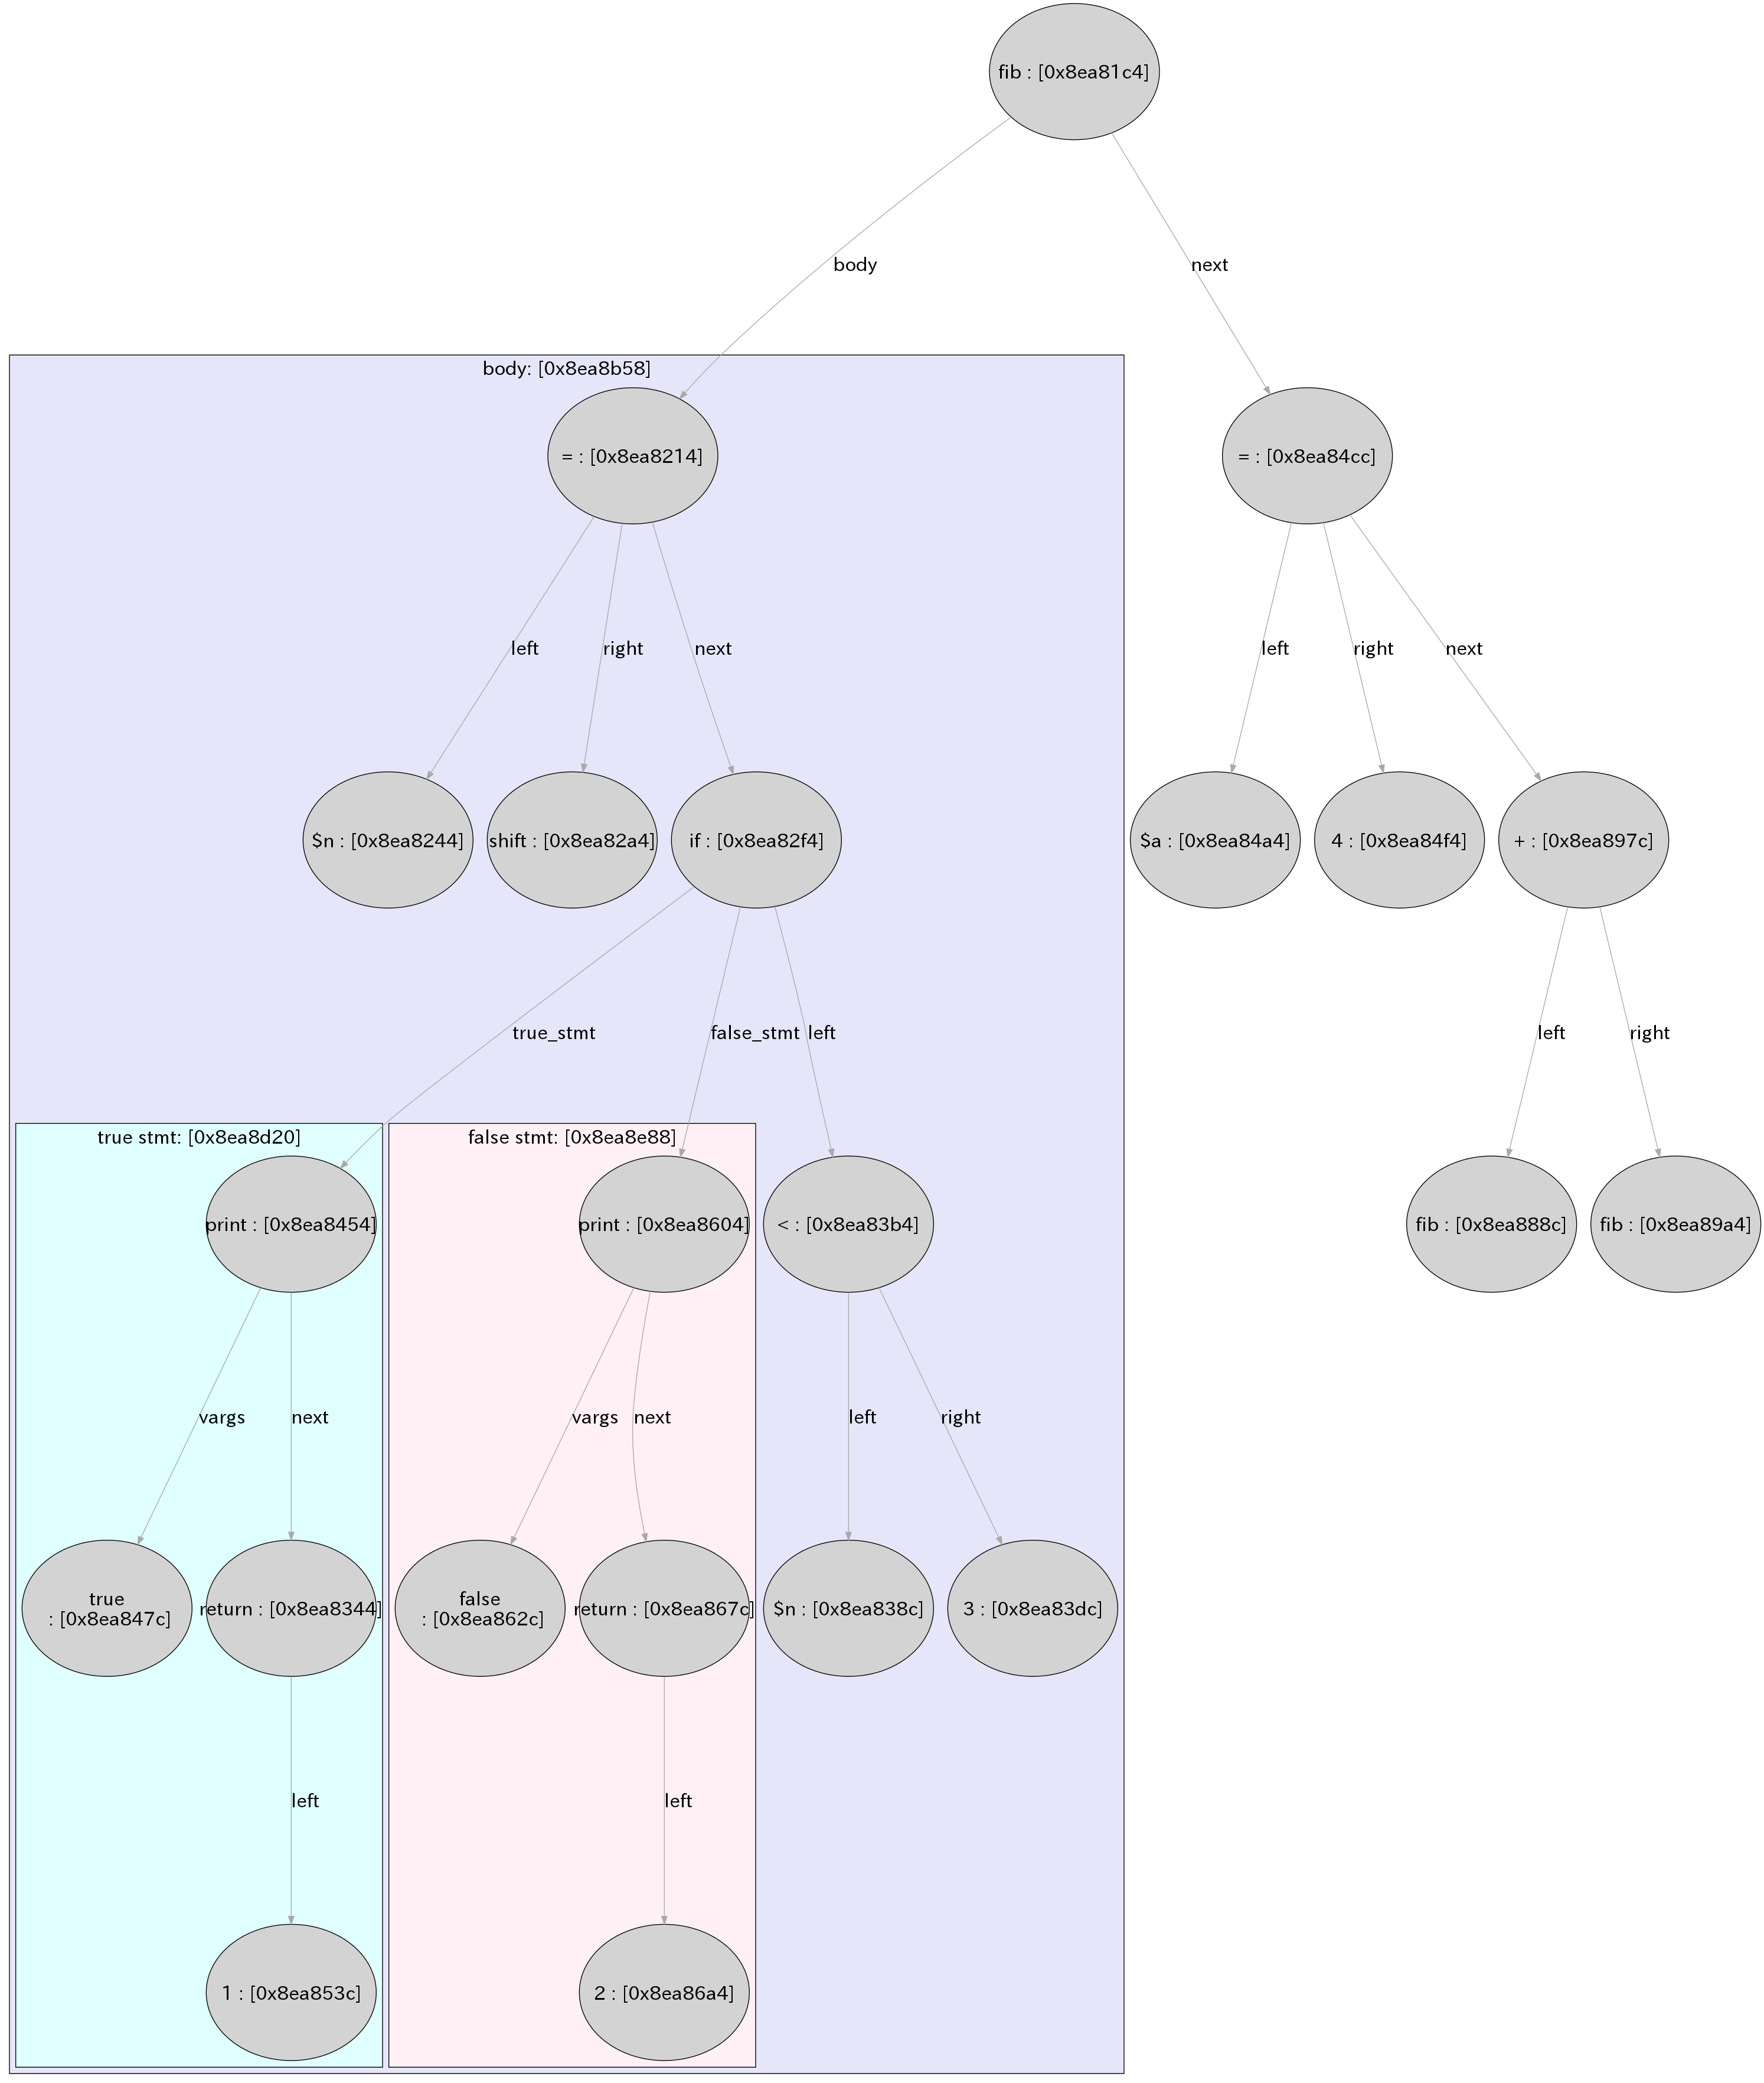 fib : [0x8ea81c4]
body
next
body: [0x8ea8b58]
= : [0x8ea8214]
= : [0x8ea84cc]
left
right
next
left
right
next
$n : [0x8ea8244]
shift : [0x8ea82a4]
if : [0x8ea82f4]
$a : [0x8ea84a4]
4 : [0x8ea84f4]
+ : [0x8ea897c]
true_stmt
false_stmt
left
left
right
true stmt: [0x8ea8d20]
false stmt: [0x8ea8e88]
print : [0x8ea8454]
print : [0x8ea8604]
< : [0x8ea83b4]
fib : [0x8ea888c]
fib : [0x8ea89a4]
vargs
next
vargs
next
left
right
true
: [0x8ea847c]
return : [0x8ea8344]
false
: [0x8ea862c]
return : [0x8ea867c]
$n : [0x8ea838c]
3 : [0x8ea83dc]
left
left
1 : [0x8ea853c]
2 : [0x8ea86a4]